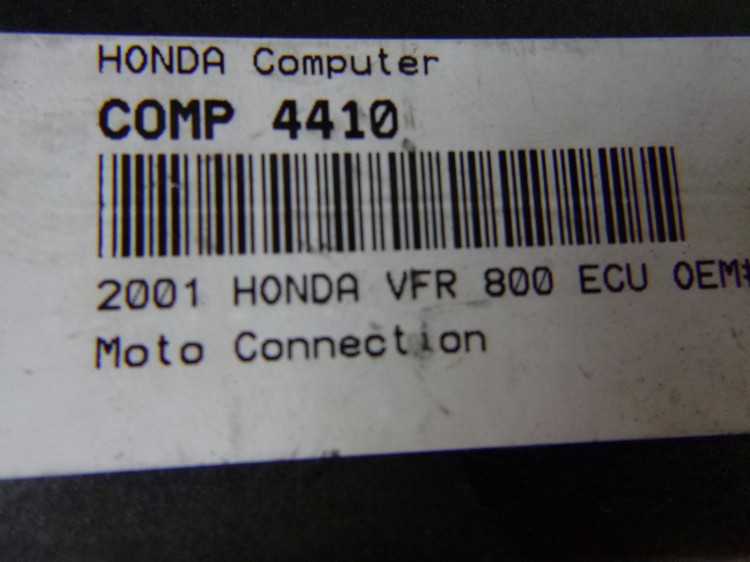 HONDA Computer
COMP 4410
2001 HONDA VFR 800 ECU OEM#
Moto Connection